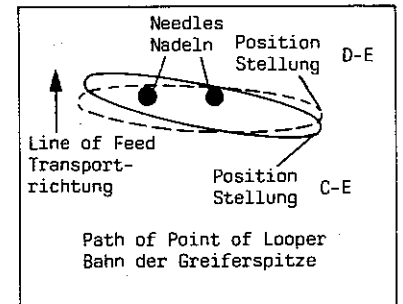 Needles
Nadeln
Position
Stellung D-E
Line of Feed
Transport-
richtung
Position
Stellung C-E
Path of Point of Looper
Bahn der Greiferspitze